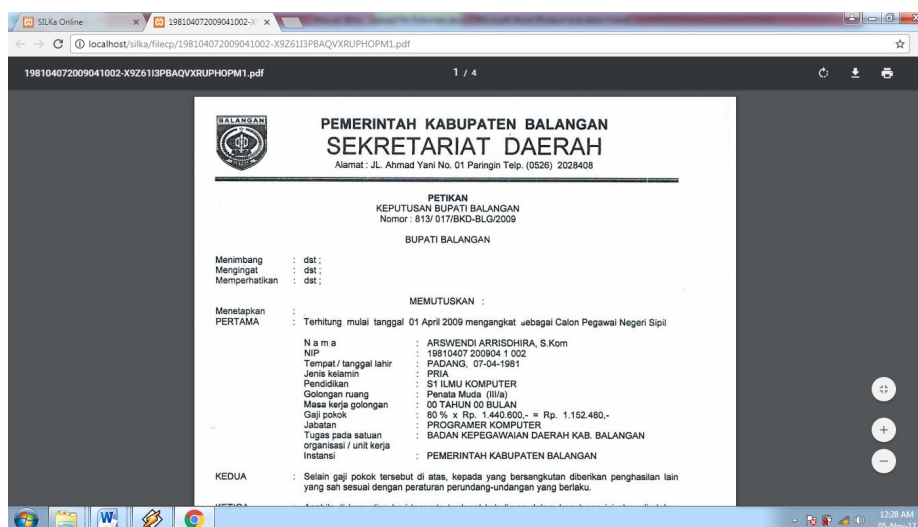 SILKa Online
198104072009041002-X
localhost/silka/filecp/198104072009041002-X9Z61I3PBAQVXRUPHOPM1.pdf
198104072009041002-X9Z61I3PBAQVXRUPHOPM1.pdf
1 / 4
BALANGAN
PEMERINTAH KABUPATEN BALANGAN
SEKRETARIAT DAERAH
Alamat : JL. Ahmad Yani No. 01 Paringin Telp. (0526) 2028408
PETIKAN
KEPUTUSAN BUPATI BALANGAN
Nomor : 813/ 017/BKD-BLG/2009
BUPATI BALANGAN
Menimbang : dst ;
Mengingat : dst ;
Memperhatikan : dst ;
MEMUTUSKAN :
Menetapkan :
PERTAMA : Terhitung mulai tanggal 01 April 2009 mengangkat sebagai Calon Pegawai Negeri Sipil
N a m a : ARSWENDI ARRISDHIRA, S.Kom
NIP : 19810407 200904 1 002
Tempat / tanggal lahir : PADANG, 07-04-1981
Jenis kelamin : PRIA
Pendidikan : S1 ILMU KOMPUTER
Golongan ruang : Penata Muda (III/a)
Masa kerja golongan : 00 TAHUN 00 BULAN
Gaji pokok : 80 % x Rp. 1.440.600,- = Rp. 1.152.480,-
Jabatan : PROGRAMER KOMPUTER
Tugas pada satuan : BADAN KEPEGAWAIAN DAERAH KAB. BALANGAN
organisasi / unit kerja
Instansi : PEMERINTAH KABUPATEN BALANGAN
KEDUA : Selain gaji pokok tersebut di atas, kepada yang bersangkutan diberikan penghasilan lain
yang sah sesuai dengan peraturan perundang-undangan yang berlaku.
12:28 AM